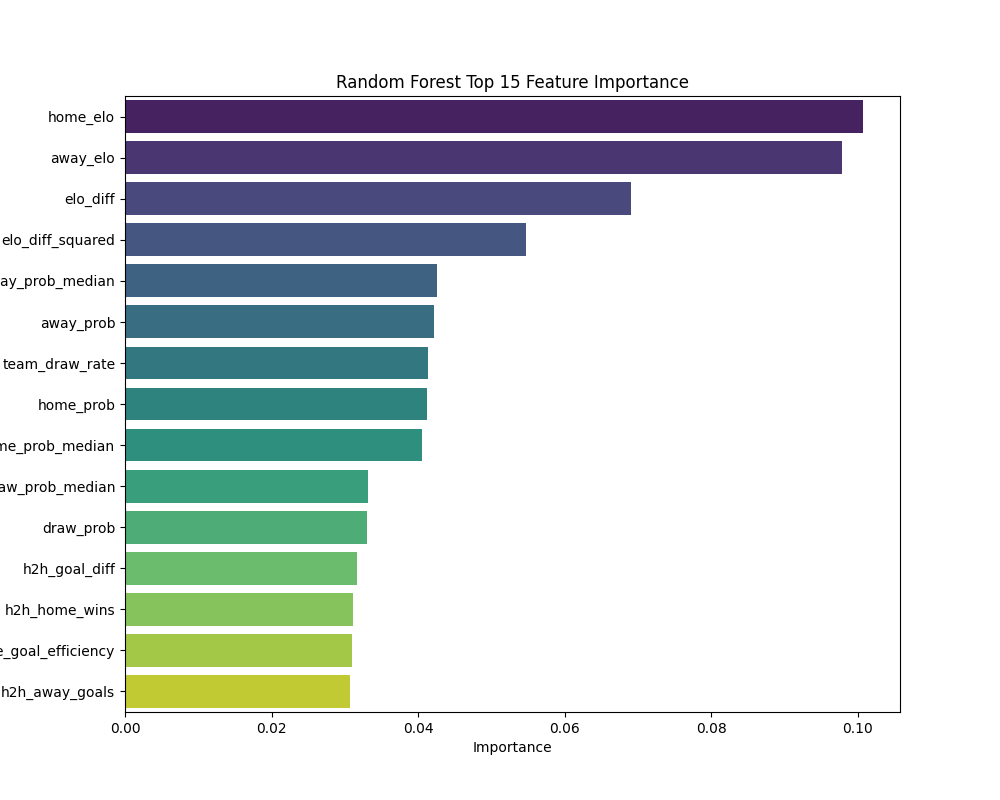 Random Forest Top 15 Feature Importance
home_elo
away_elo
elo_diff
elo_diff_squared
ay_prob_median
away_prob
team_draw_rate
home_prob
me_prob_median
aw_prob_median
draw_prob
h2h_goal_diff
h2h_home_wins
e_goal_efficiency
h2h_away_goals
0.00 0.02 0.04 0.06 0.08 0.10
Importance